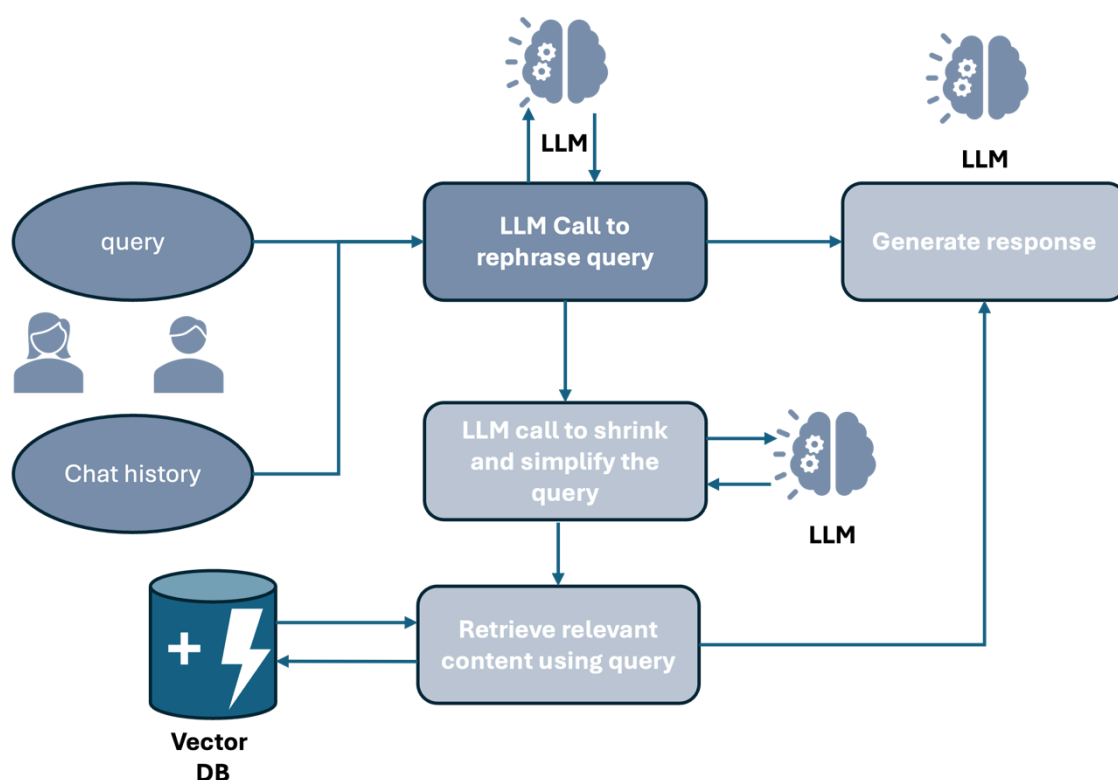 LLM
LLM
query
LLM Call to
rephrase query
Generate response
Chat history
LLM call to shrink
and simplify the
query
LLM
Retrieve relevant
content using query
+
Vector
DB